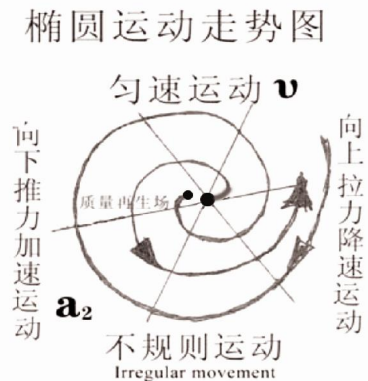 椭圆运动走势图
匀速运动 υ
向下推力加速运动
向上拉力降速运动
质量再生场
a₂
不规则运动
Irregular movement